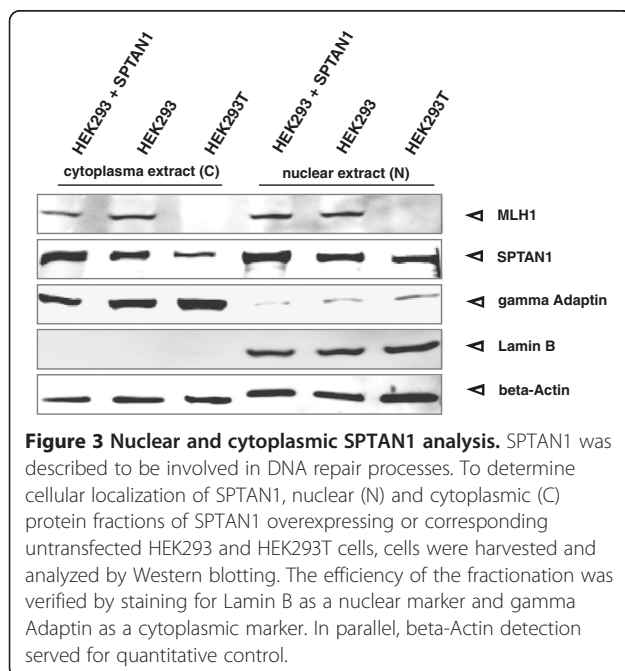 HEK293 + SPTAN1
HEK293
HEK293T
HEK293 + SPTAN1
HEK293
HEK293T
cytoplasma extract (C)
nuclear extract (N)
MLH1
SPTAN1
gamma Adaptin
Lamin B
beta-Actin
Figure 3 Nuclear and cytoplasmic SPTAN1 analysis. SPTAN1 was
described to be involved in DNA repair processes. To determine
cellular localization of SPTAN1, nuclear (N) and cytoplasmic (C)
protein fractions of SPTAN1 overexpressing or corresponding
untransfected HEK293 and HEK293T cells, cells were harvested and
analyzed by Western blotting. The efficiency of the fractionation was
verified by staining for Lamin B as a nuclear marker and gamma
Adaptin as a cytoplasmic marker. In parallel, beta-Actin detection
served for quantitative control.